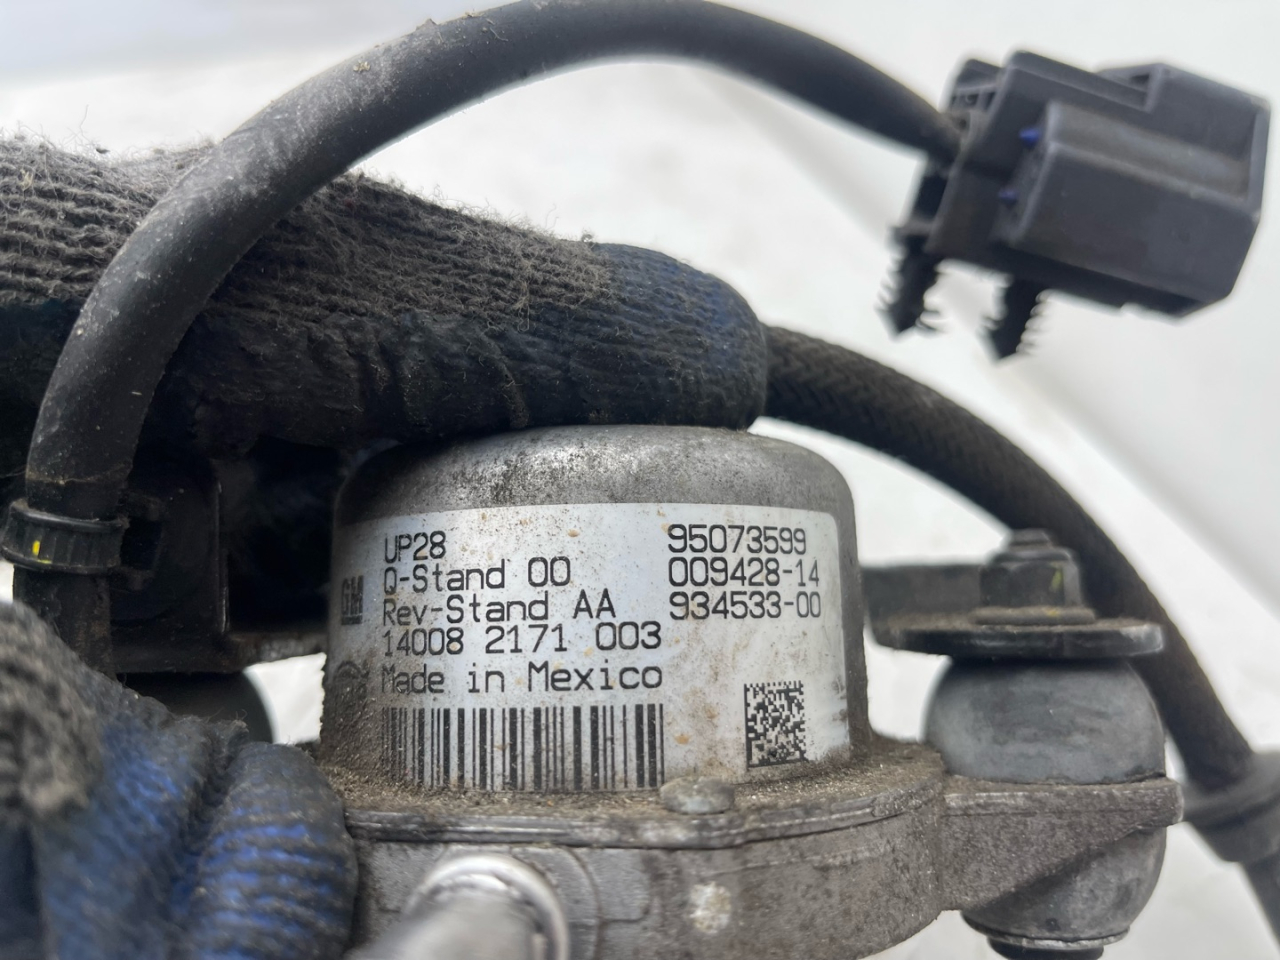 GM
UP28
Q-Stand 00
Rev-Stand AA
14008 2171 003
Made in Mexico
95073599
009428-14
934533-00